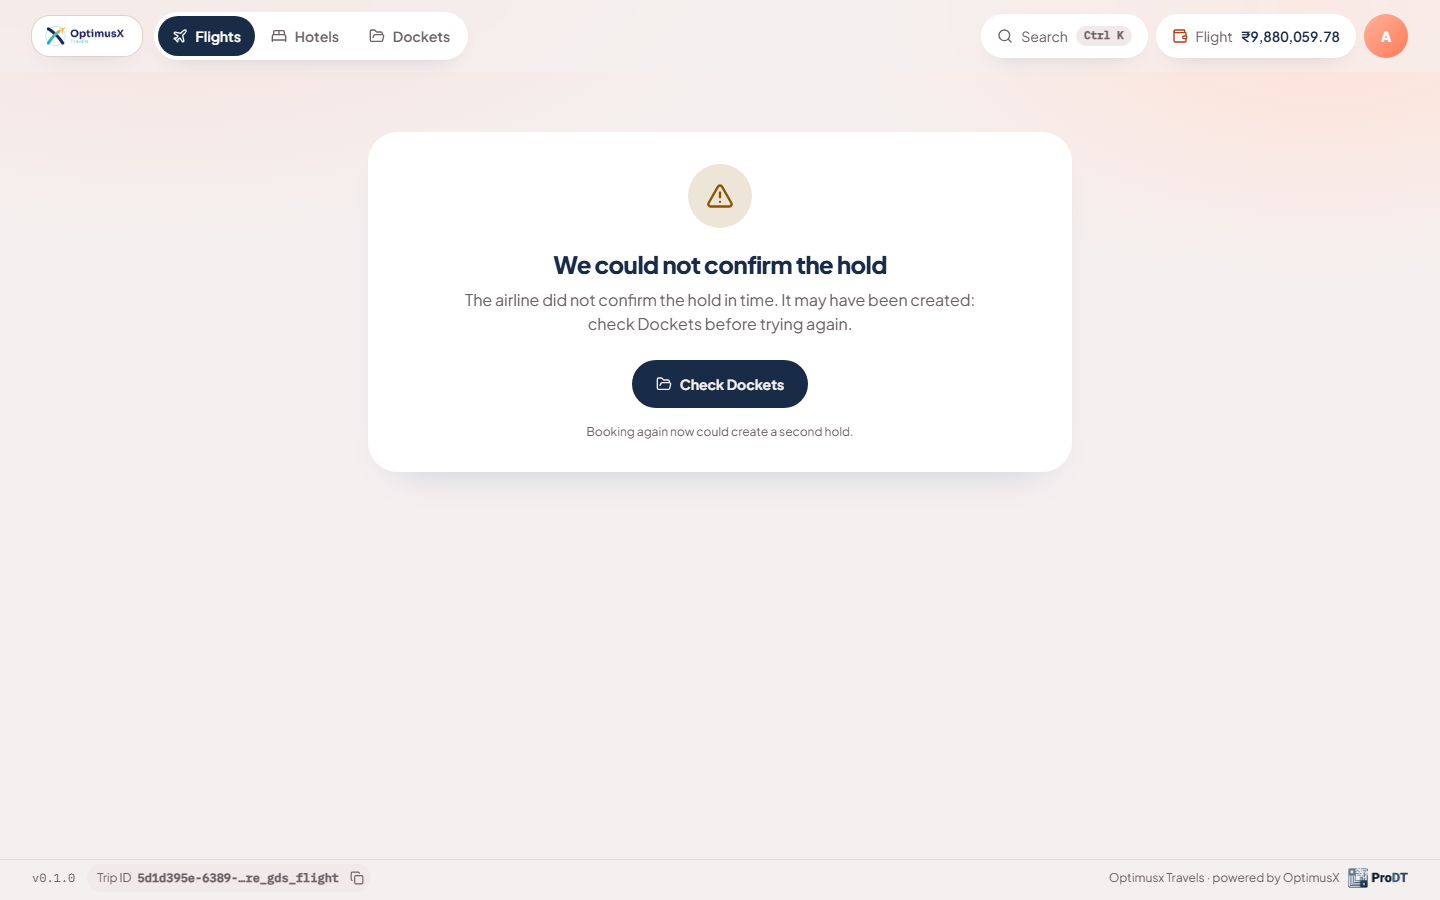 OptimusX
Travels
Flights
Hotels
Dockets
Search Ctrl K
Flight ₹9,880,059.78
A
We could not confirm the hold
The airline did not confirm the hold in time. It may have been created:
check Dockets before trying again.
Check Dockets
Booking again now could create a second hold.
v0.1.0
Trip ID 5d1d395e-6389-…re_gds_flight
Optimusx Travels · powered by OptimusX
ProDT